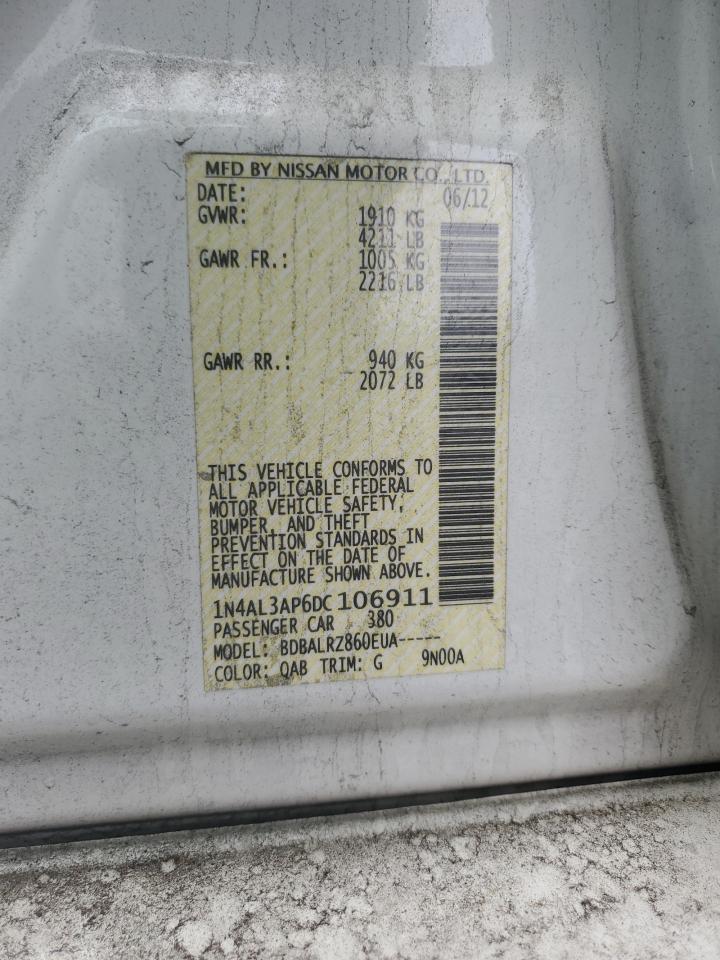 MFD BY NISSAN MOTOR CO., LTD.
DATE: 06/12
GVWR: 1910 KG
4211 LB
GAWR FR.: 1005 KG
2216 LB
GAWR RR.: 940 KG
2072 LB
THIS VEHICLE CONFORMS TO
ALL APPLICABLE FEDERAL
MOTOR VEHICLE SAFETY,
BUMPER, AND THEFT
PREVENTION STANDARDS IN
EFFECT ON THE DATE OF
MANUFACTURE SHOWN ABOVE.
1N4AL3AP6DC106911
PASSENGER CAR 380
MODEL: BDBALRZ860EUA-----
COLOR: QAB TRIM: G 9N00A